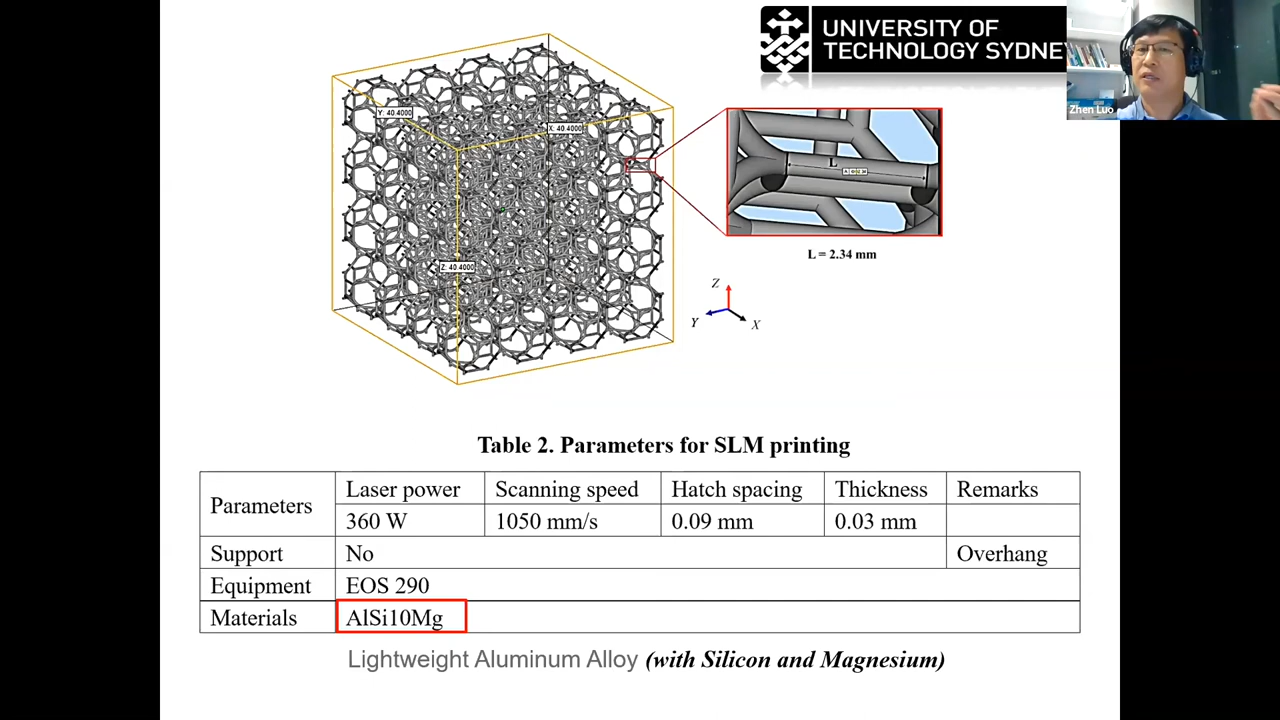 UNIVERSITY OF
TECHNOLOGY SYDNEY
Zhen Luo
Y: 40.4000
X: 40.4000
Z: 40.4000
L
L = 2.34 mm
Z
Y
X
Table 2. Parameters for SLM printing
Parameters
Laser power
Scanning speed
Hatch spacing
Thickness
Remarks
360 W
1050 mm/s
0.09 mm
0.03 mm
Support
No
Overhang
Equipment
EOS 290
Materials
AlSi10Mg
Lightweight Aluminum Alloy (with Silicon and Magnesium)